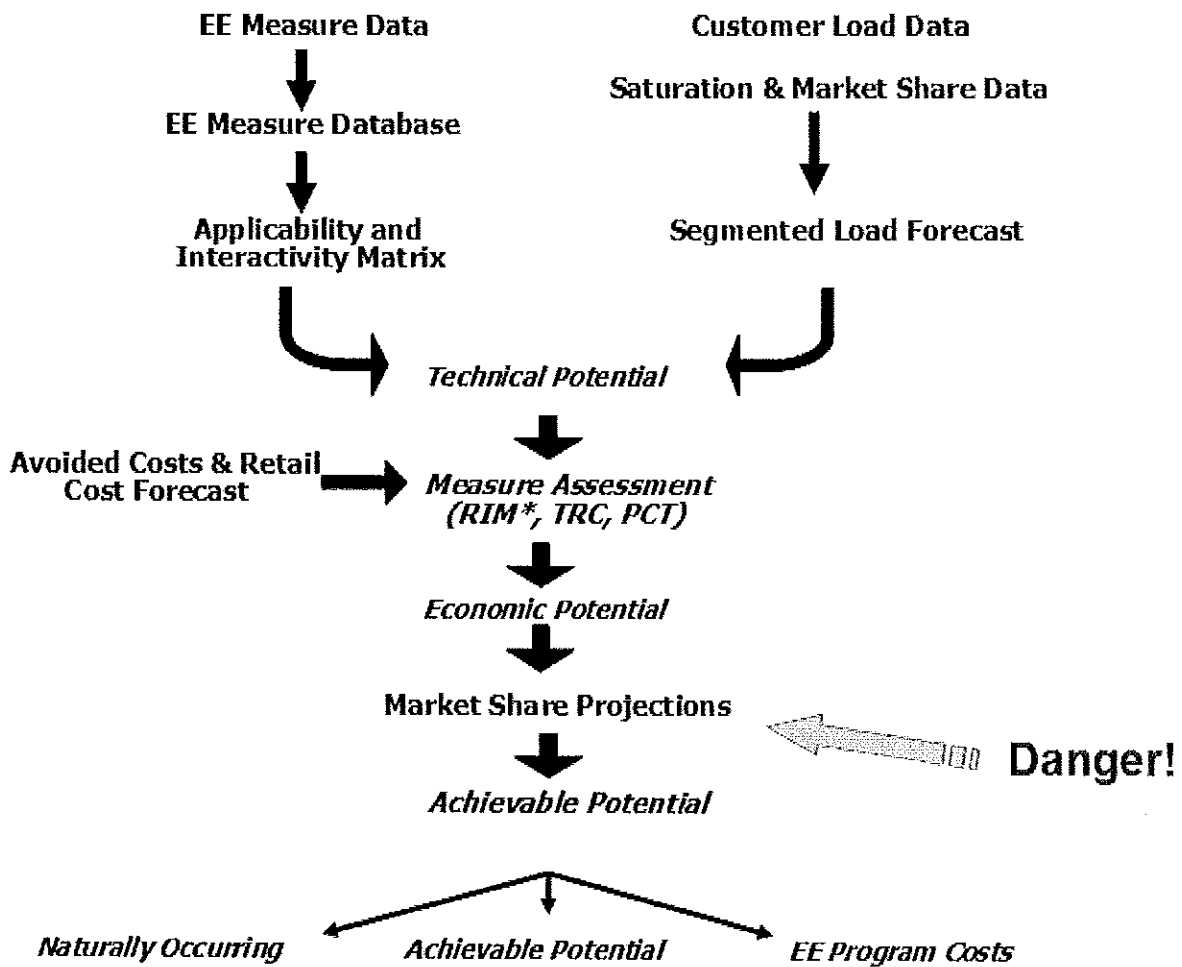 EE Measure Data
Customer Load Data
Saturation & Market Share Data
EE Measure Database
Applicability and
Interactivity Matrix
Segmented Load Forecast
Technical Potential
Avoided Costs & Retail
Cost Forecast
Measure Assessment
(RIM*, TRC, PCT)
Economic Potential
Market Share Projections
Danger!
Achievable Potential
Naturally Occurring
Achievable Potential
EE Program Costs